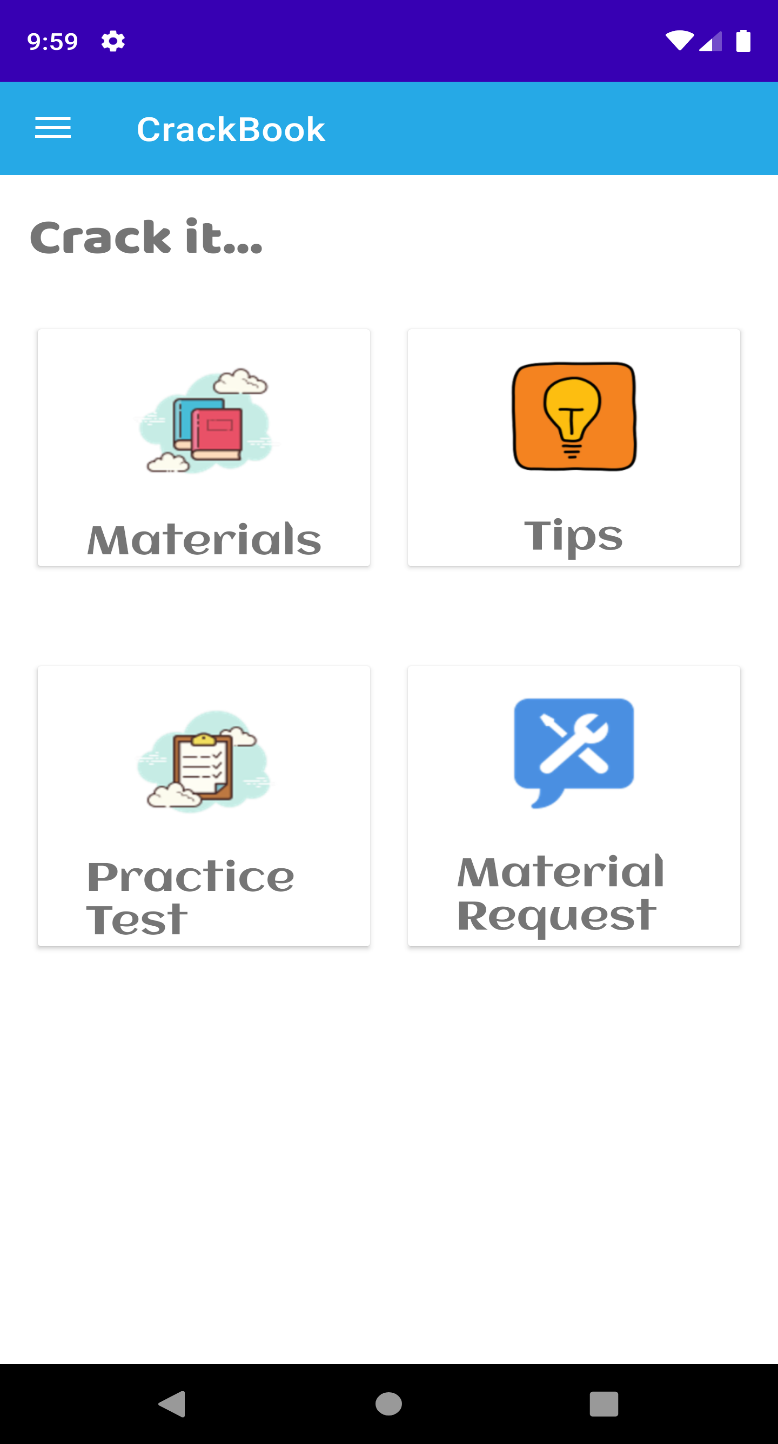 9:59
CrackBook
Crack it...
Materials
Tips
Practice
Test
Material
Request